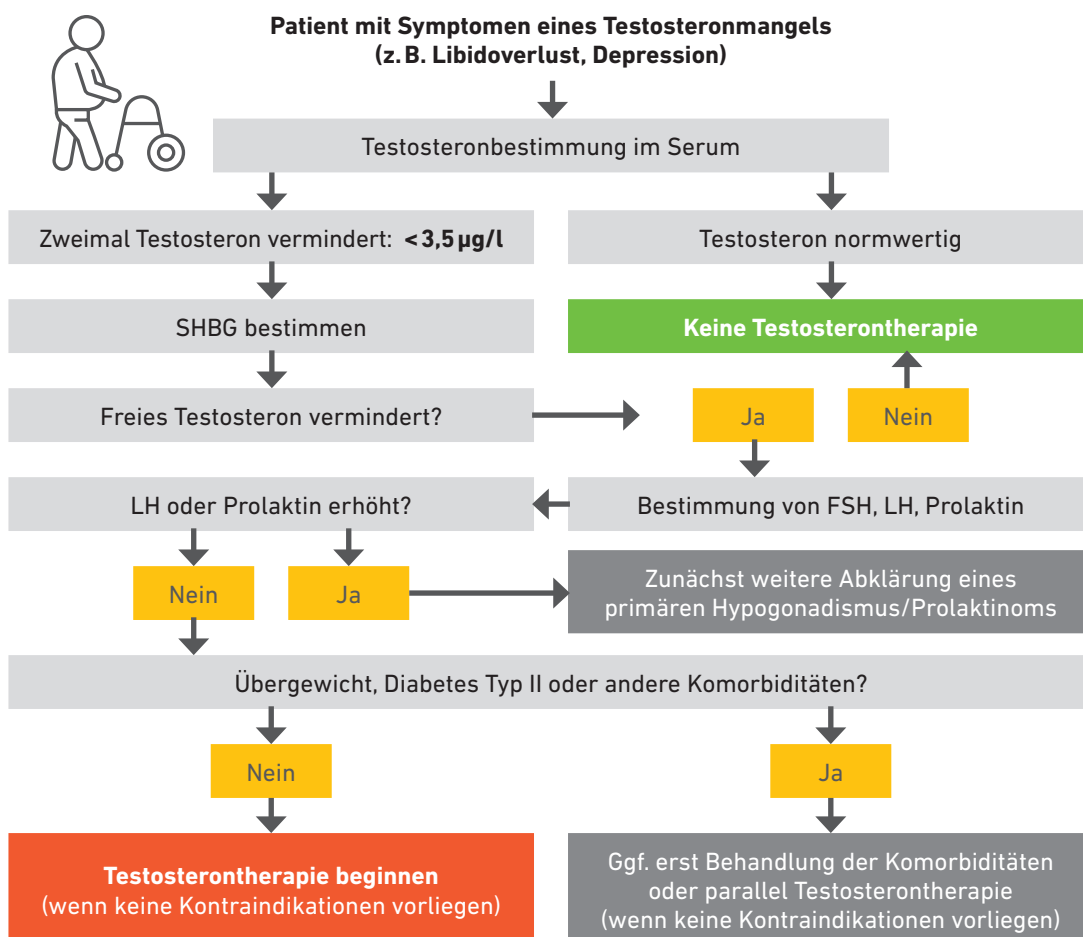 Patient mit Symptomen eines Testosteronmangels
(z. B. Libidoverlust, Depression)
Testosteronbestimmung im Serum
Zweimal Testosteron vermindert: < 3,5 µg/l
Testosteron normwertig
SHBG bestimmen
Keine Testosterontherapie
Freies Testosteron vermindert?
Ja
Nein
LH oder Prolaktin erhöht?
Bestimmung von FSH, LH, Prolaktin
Nein
Ja
Zunächst weitere Abklärung eines
primären Hypogonadismus/Prolaktinoms
Übergewicht, Diabetes Typ II oder andere Komorbiditäten?
Nein
Ja
Testosterontherapie beginnen
(wenn keine Kontraindikationen vorliegen)
Ggf. erst Behandlung der Komorbiditäten
oder parallel Testosterontherapie
(wenn keine Kontraindikationen vorliegen)